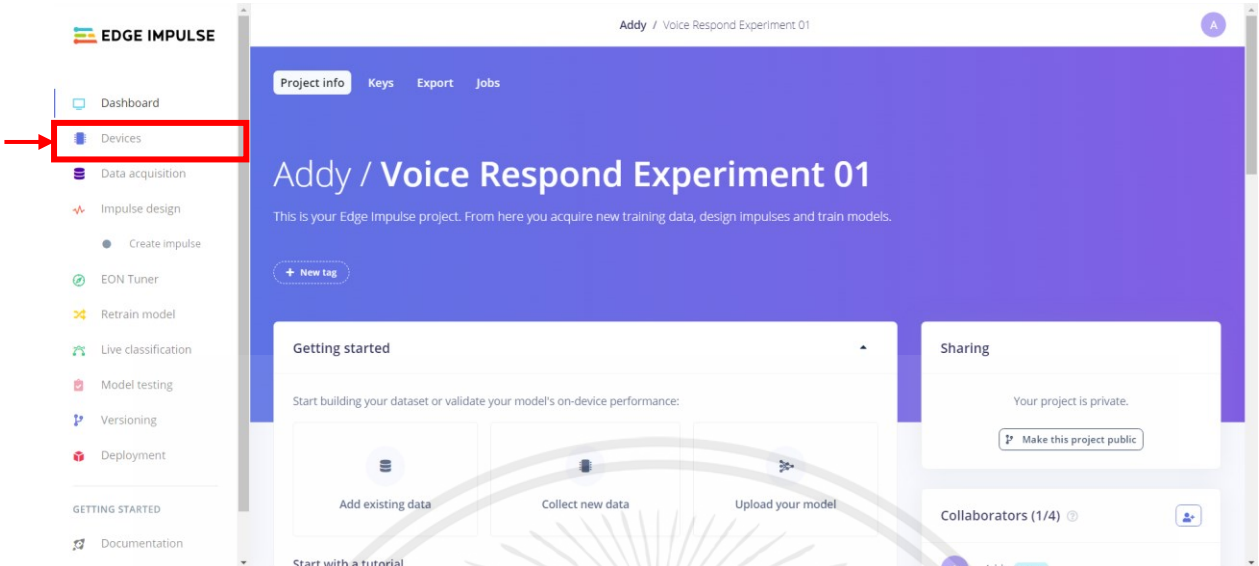 EDGE IMPULSE
Dashboard
Devices
Data acquisition
Impulse design
Create impulse
EON Tuner
Retrain model
Live classification
Model testing
Versioning
Deployment
GETTING STARTED
Documentation
Addy / Voice Respond Experiment 01
A
Project info Keys Export Jobs
Addy / Voice Respond Experiment 01
This is your Edge Impulse project. From here you acquire new training data, design impulses and train models.
+ New tag
Getting started
Start building your dataset or validate your model's on-device performance:
Add existing data
Collect new data
Upload your model
Start with a tutorial
Sharing
Your project is private.
Make this project public
Collaborators (1/4)